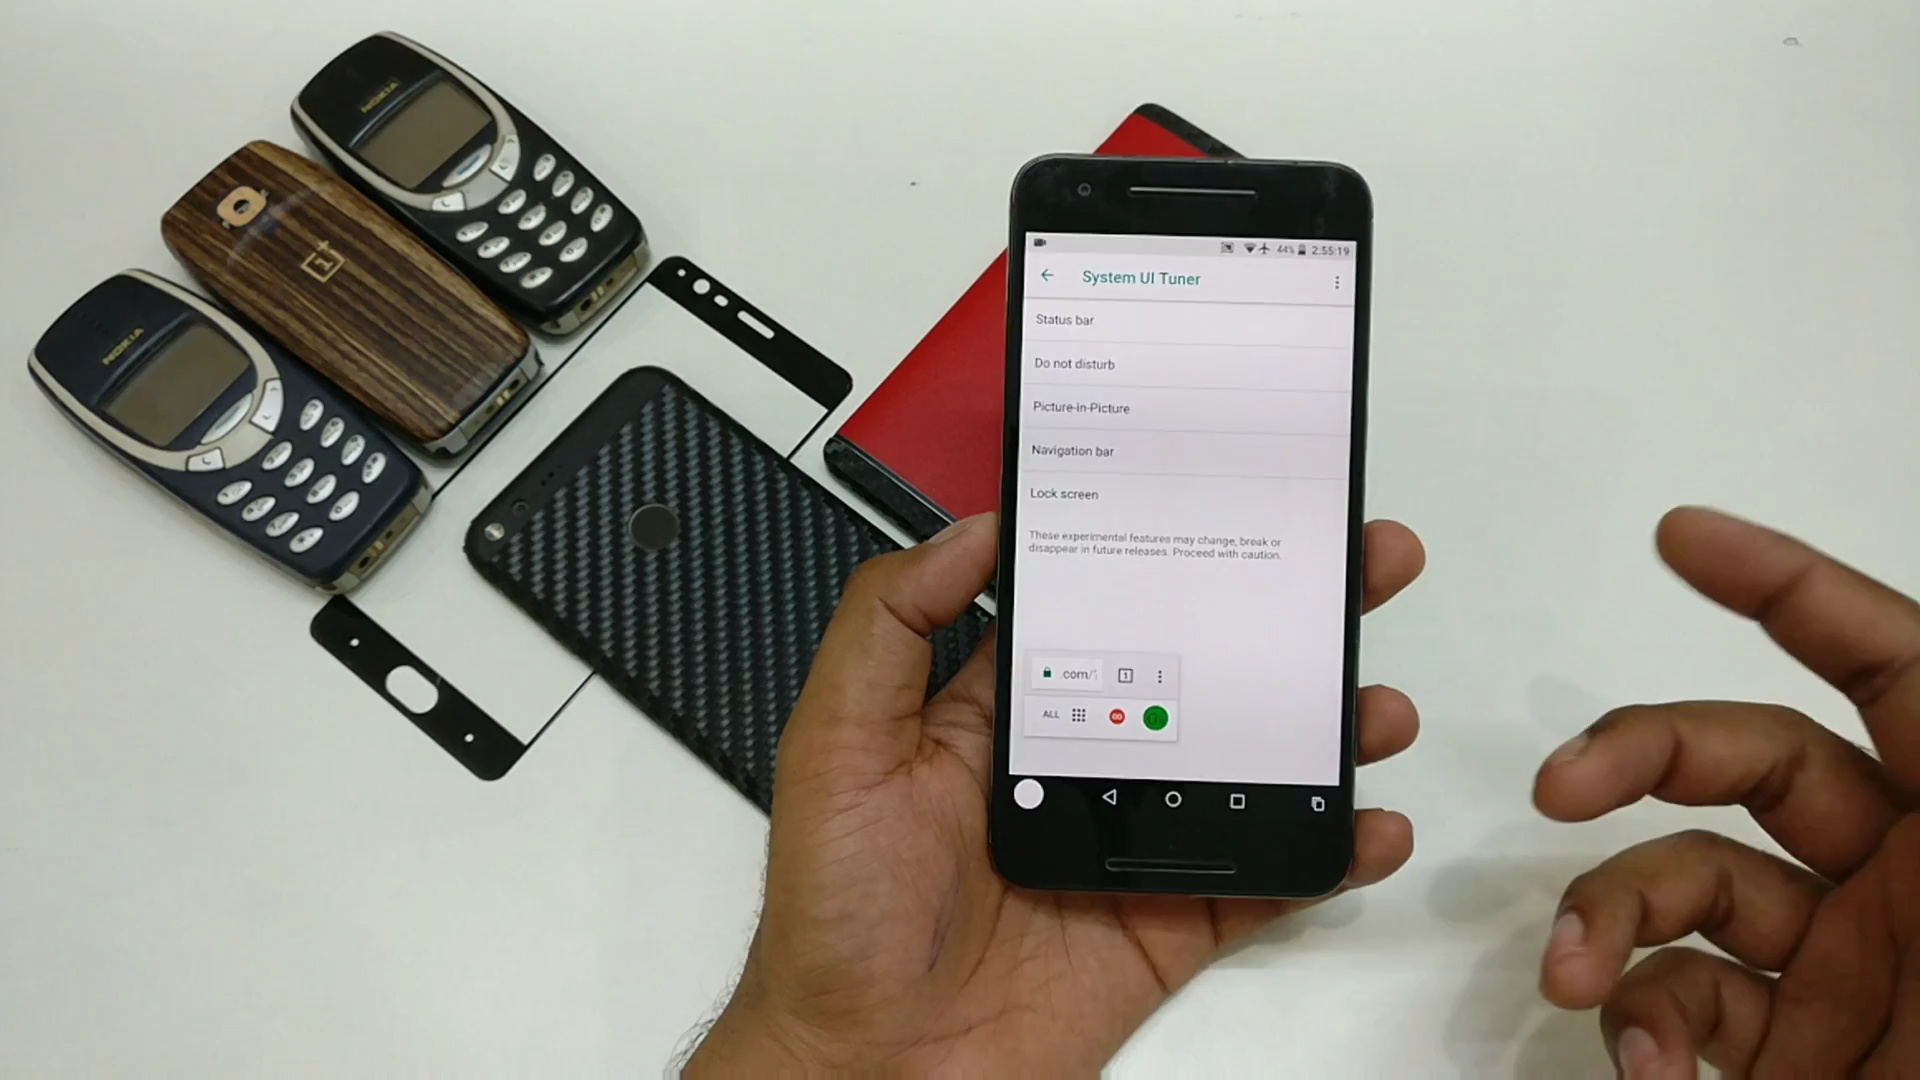 NOKIA
NOKIA
44% 2:55:19
System UI Tuner
Status bar
Do not disturb
Picture-in-Picture
Navigation bar
Lock screen
These experimental features may change, break or
disappear in future releases. Proceed with caution.
.com/
1
ALL